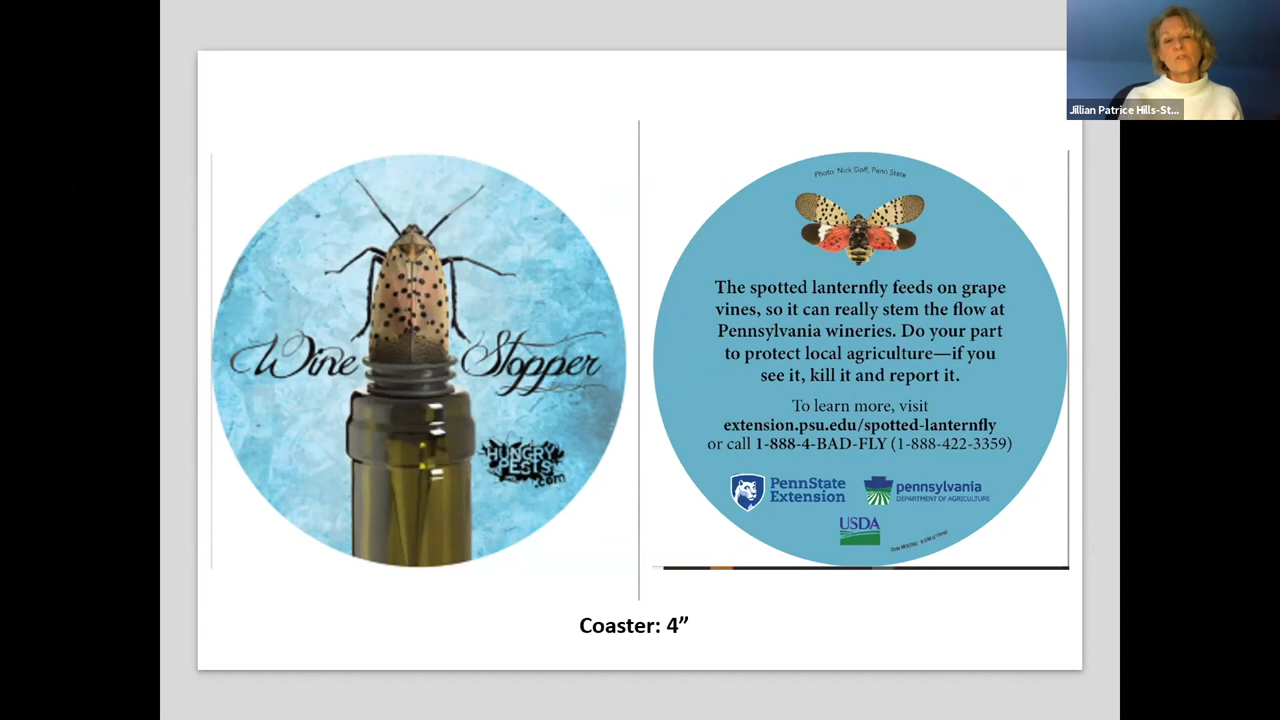 Jillian Patrice Hills-St...
Wine Stopper
HUNGRY
PESTS
.com
Photo: Nick Sloff, Penn State
The spotted lanternfly feeds on grape
vines, so it can really stem the flow at
Pennsylvania wineries. Do your part
to protect local agriculture—if you
see it, kill it and report it.
To learn more, visit
extension.psu.edu/spotted-lanternfly
or call 1-888-4-BAD-FLY (1-888-422-3359)
PennState
Extension
pennsylvania
DEPARTMENT OF AGRICULTURE
USDA
Coaster: 4”